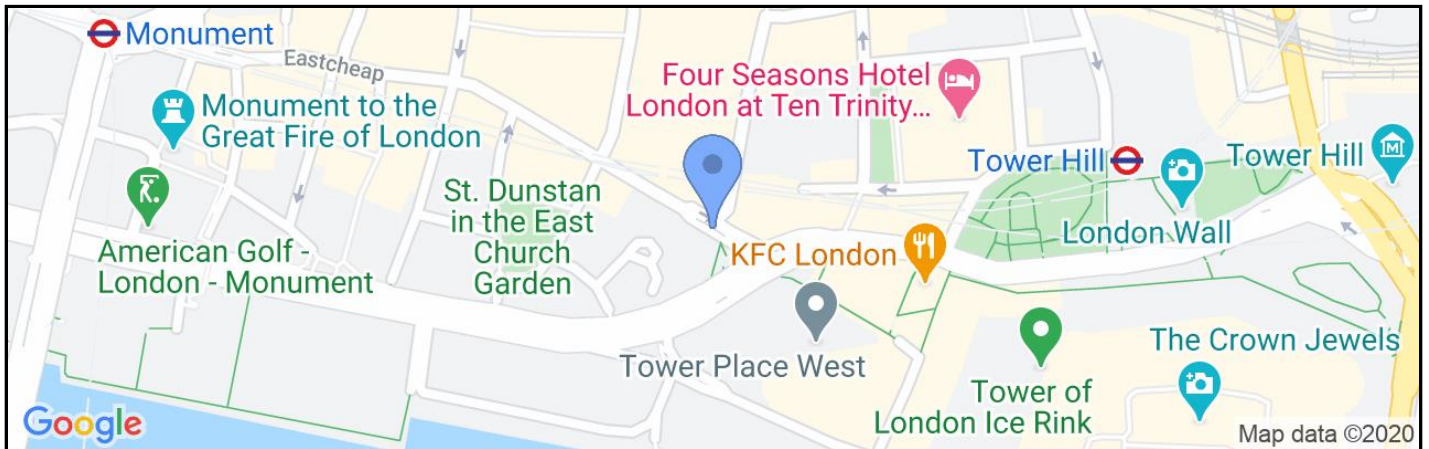 Monument
Eastcheap
Monument to the
Great Fire of London
American Golf -
London - Monument
St. Dunstan
in the East
Church
Garden
Four Seasons Hotel
London at Ten Trinity...
Tower Hill
Tower Hill
M
London Wall
KFC London
Tower Place West
Tower of
London Ice Rink
The Crown Jewels
Google
Map data ©2020